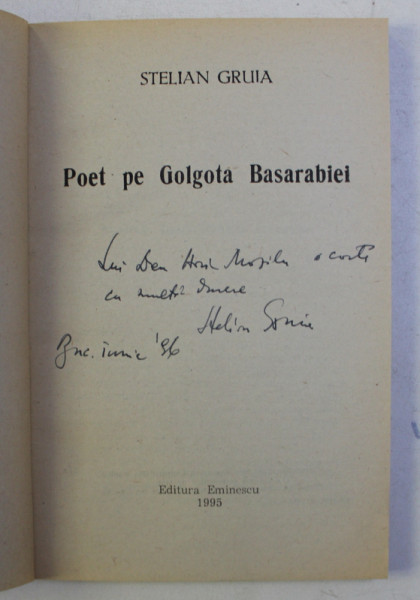 STELIAN GRUIA
Poet pe Golgota Basarabiei
Lui Dan Horia Mazilu o carte
cu multă
Stelian Gruia
Buc. iunie '96
Editura Eminescu
1995